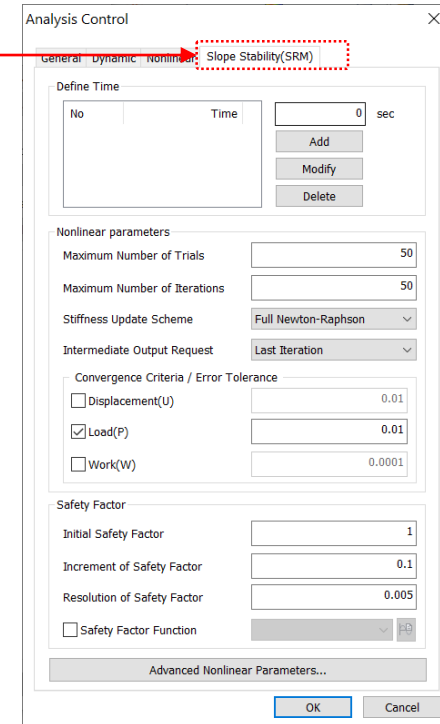 Analysis Control
General Dynamic Nonlinear Slope Stability(SRM)
Define Time
No Time
0 sec
Add
Modify
Delete
Nonlinear parameters
Maximum Number of Trials 50
Maximum Number of Iterations 50
Stiffness Update Scheme Full Newton-Raphson
Intermediate Output Request Last Iteration
Convergence Criteria / Error Tolerance
Displacement(U) 0.01
Load(P) 0.01
Work(W) 0.0001
Safety Factor
Initial Safety Factor 1
Increment of Safety Factor 0.1
Resolution of Safety Factor 0.005
Safety Factor Function
Advanced Nonlinear Parameters...
OK Cancel